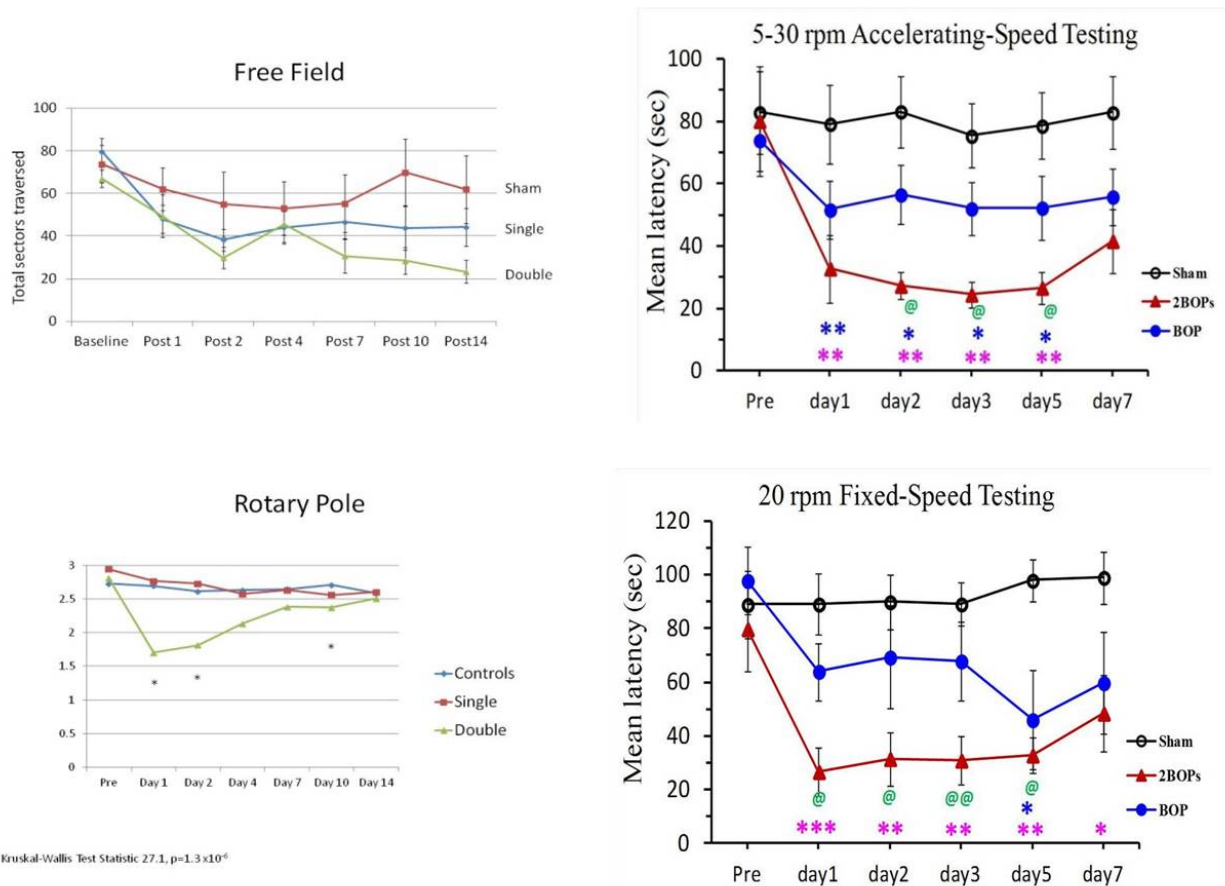 Free Field
Total sectors traversed
100
80
60
40
20
0
Baseline Post 1 Post 2 Post 4 Post 7 Post 10 Post14
Sham
Single
Double
5-30 rpm Accelerating-Speed Testing
Mean latency (sec)
100
80
60
40
20
0
@ @ @
** * * *
** ** ** **
Pre day1 day2 day3 day5 day7
Sham
2BOPs
BOP
Rotary Pole
3
2.5
2
1.5
1
0.5
0
* * *
Pre Day 1 Day 2 Day 4 Day 7 Day 10 Day 14
Controls
Single
Double
Kruskal-Wallis Test Statistic 27.1, p=1.3 x10⁻⁶
20 rpm Fixed-Speed Testing
Mean latency (sec)
120
100
80
60
40
20
0
@ @ @@ @
*
*** ** ** ** *
Pre day1 day2 day3 day5 day7
Sham
2BOPs
BOP